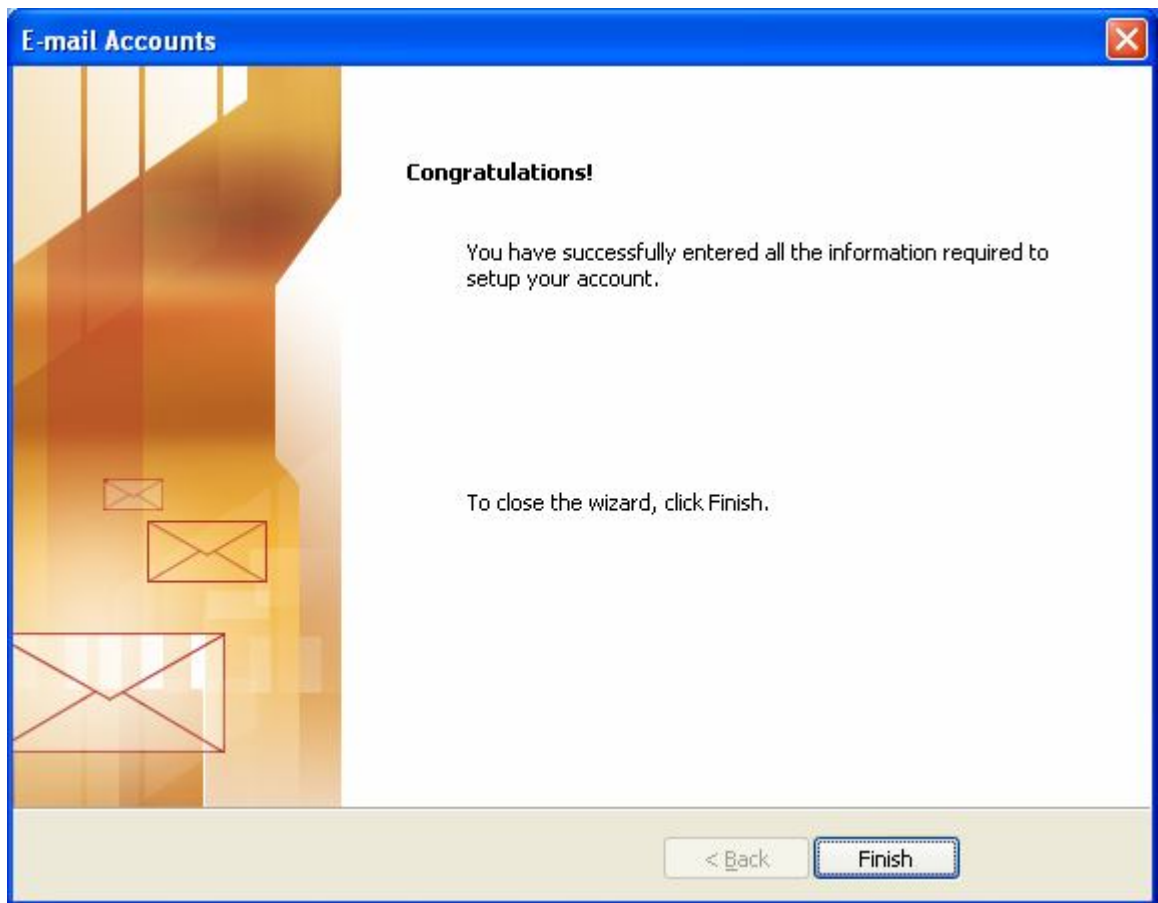 E-mail Accounts
Congratulations!
You have successfully entered all the information required to
setup your account.
To close the wizard, click Finish.
< Back
Finish